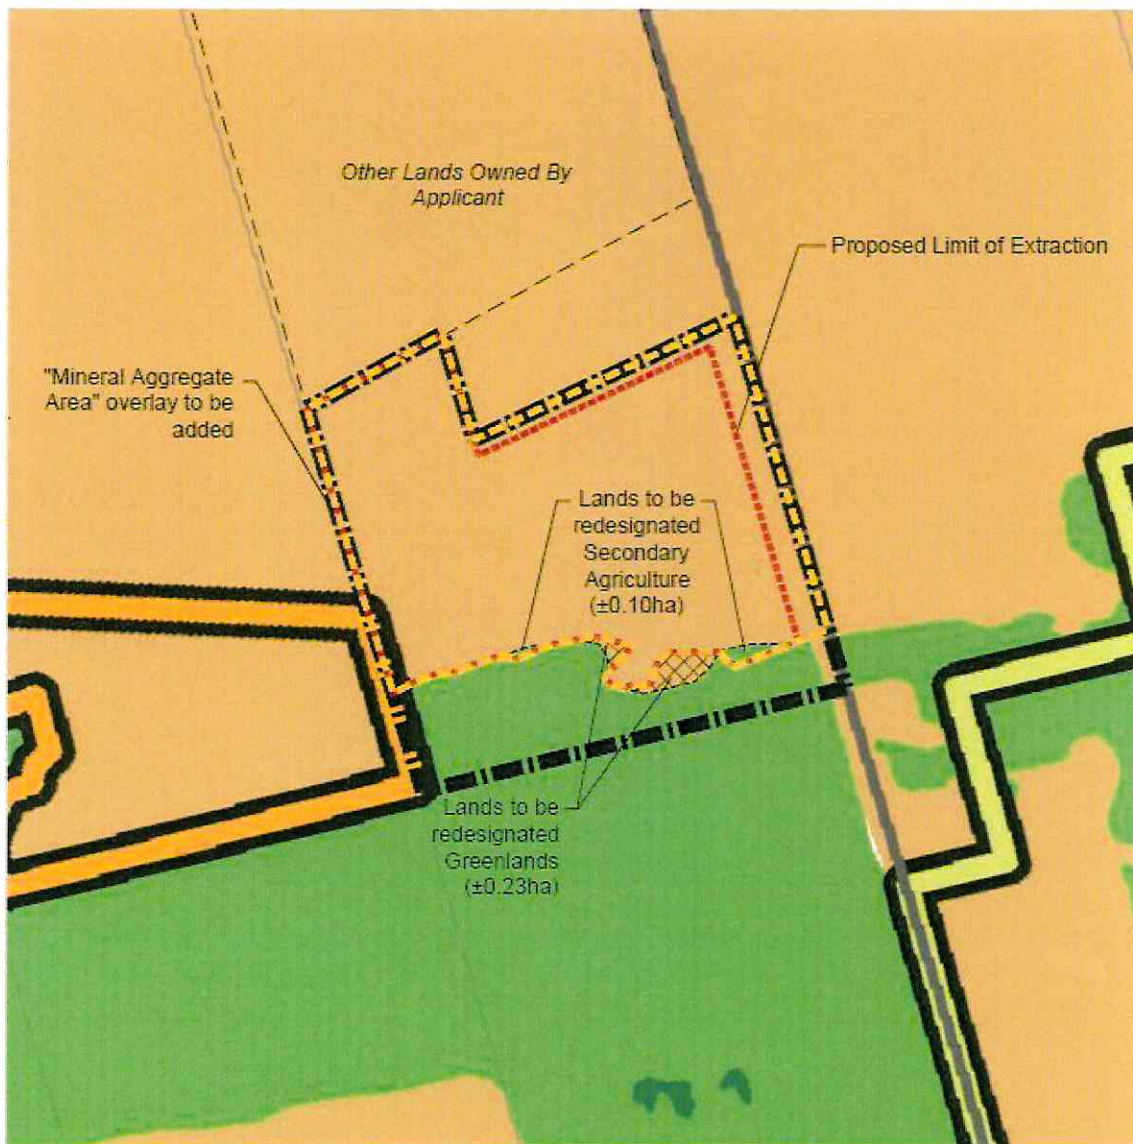 Other Lands Owned By
Applicant
Proposed Limit of Extraction
"Mineral Aggregate
Area" overlay to be
added
Lands to be
redesignated
Secondary
Agriculture
(±0.10ha)
Lands to be
redesignated
Greenlands
(±0.23ha)